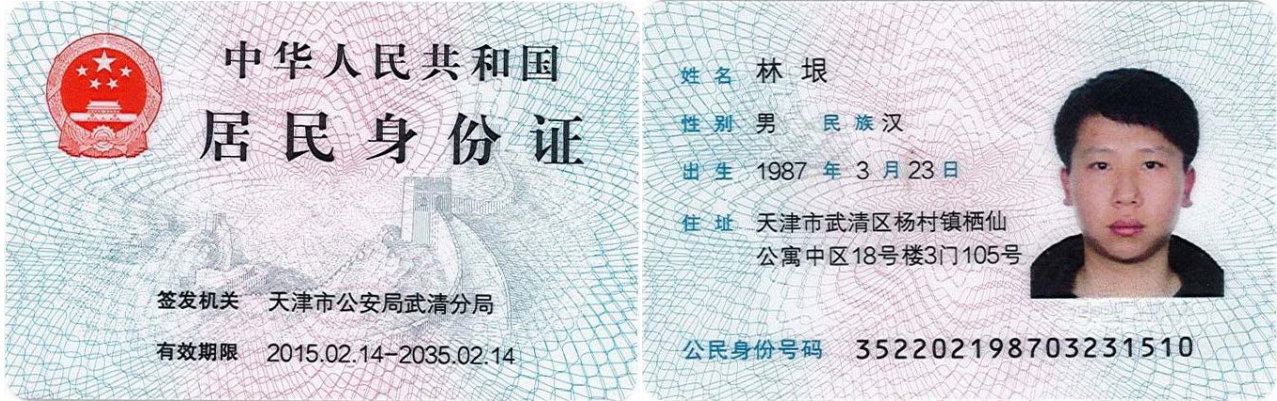 中华人民共和国
居民身份证
签发机关 天津市公安局武清分局
有效期限 2015.02.14-2035.02.14
姓名 林垠
性别 男 民族 汉
出生 1987 年 3 月 23 日
住址 天津市武清区杨村镇栖仙
公寓中区18号楼3门105号
公民身份号码 352202198703231510